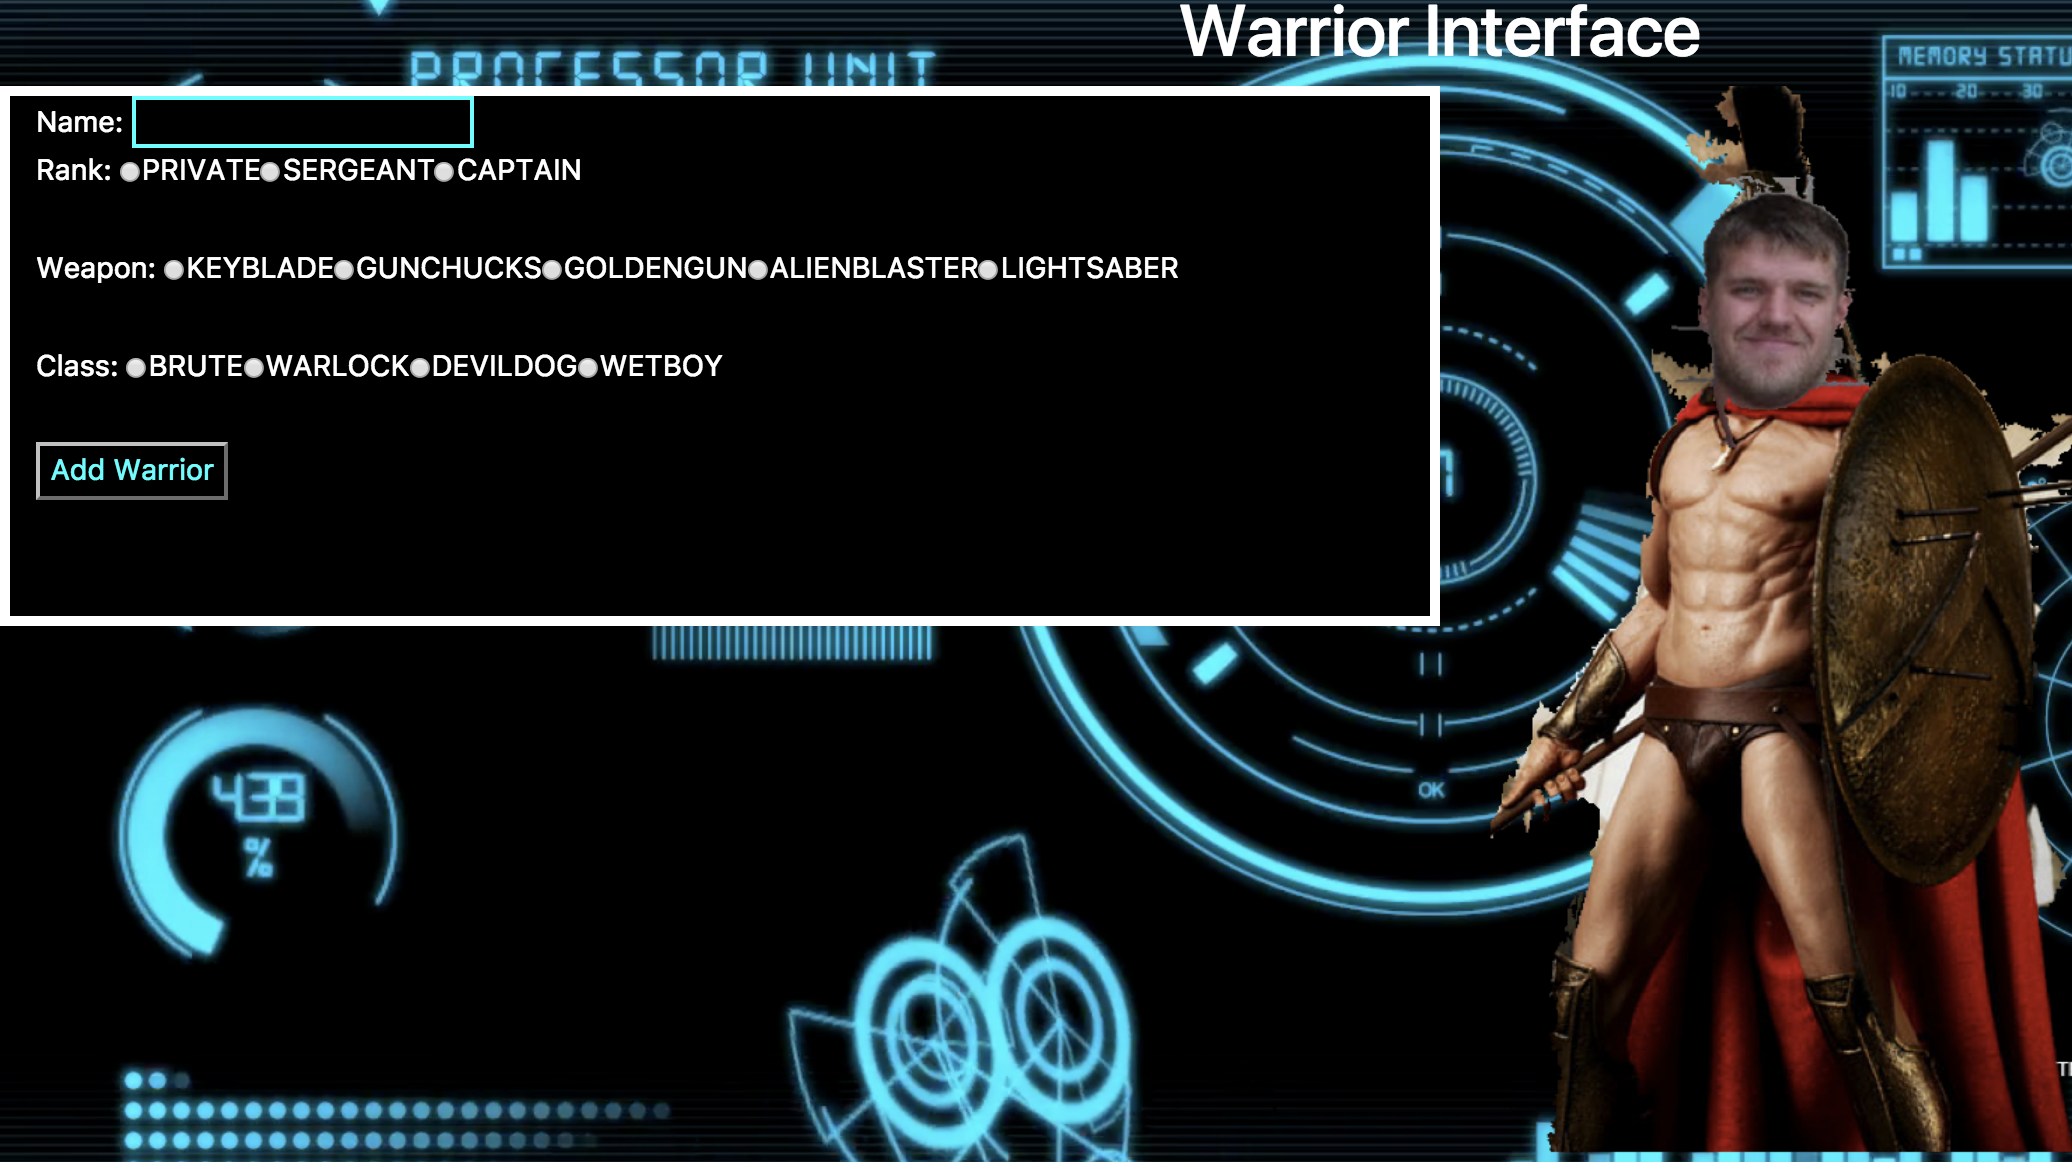 Warrior Interface
PROCESSOR UNIT
MEMORY STATU
10 20 30
Name:
Rank: PRIVATE SERGEANT CAPTAIN
Weapon: KEYBLADE GUNCHUCKS GOLDENGUN ALIENBLASTER LIGHTSABER
Class: BRUTE WARLOCK DEVILDOG WETBOY
Add Warrior
439
%
OK